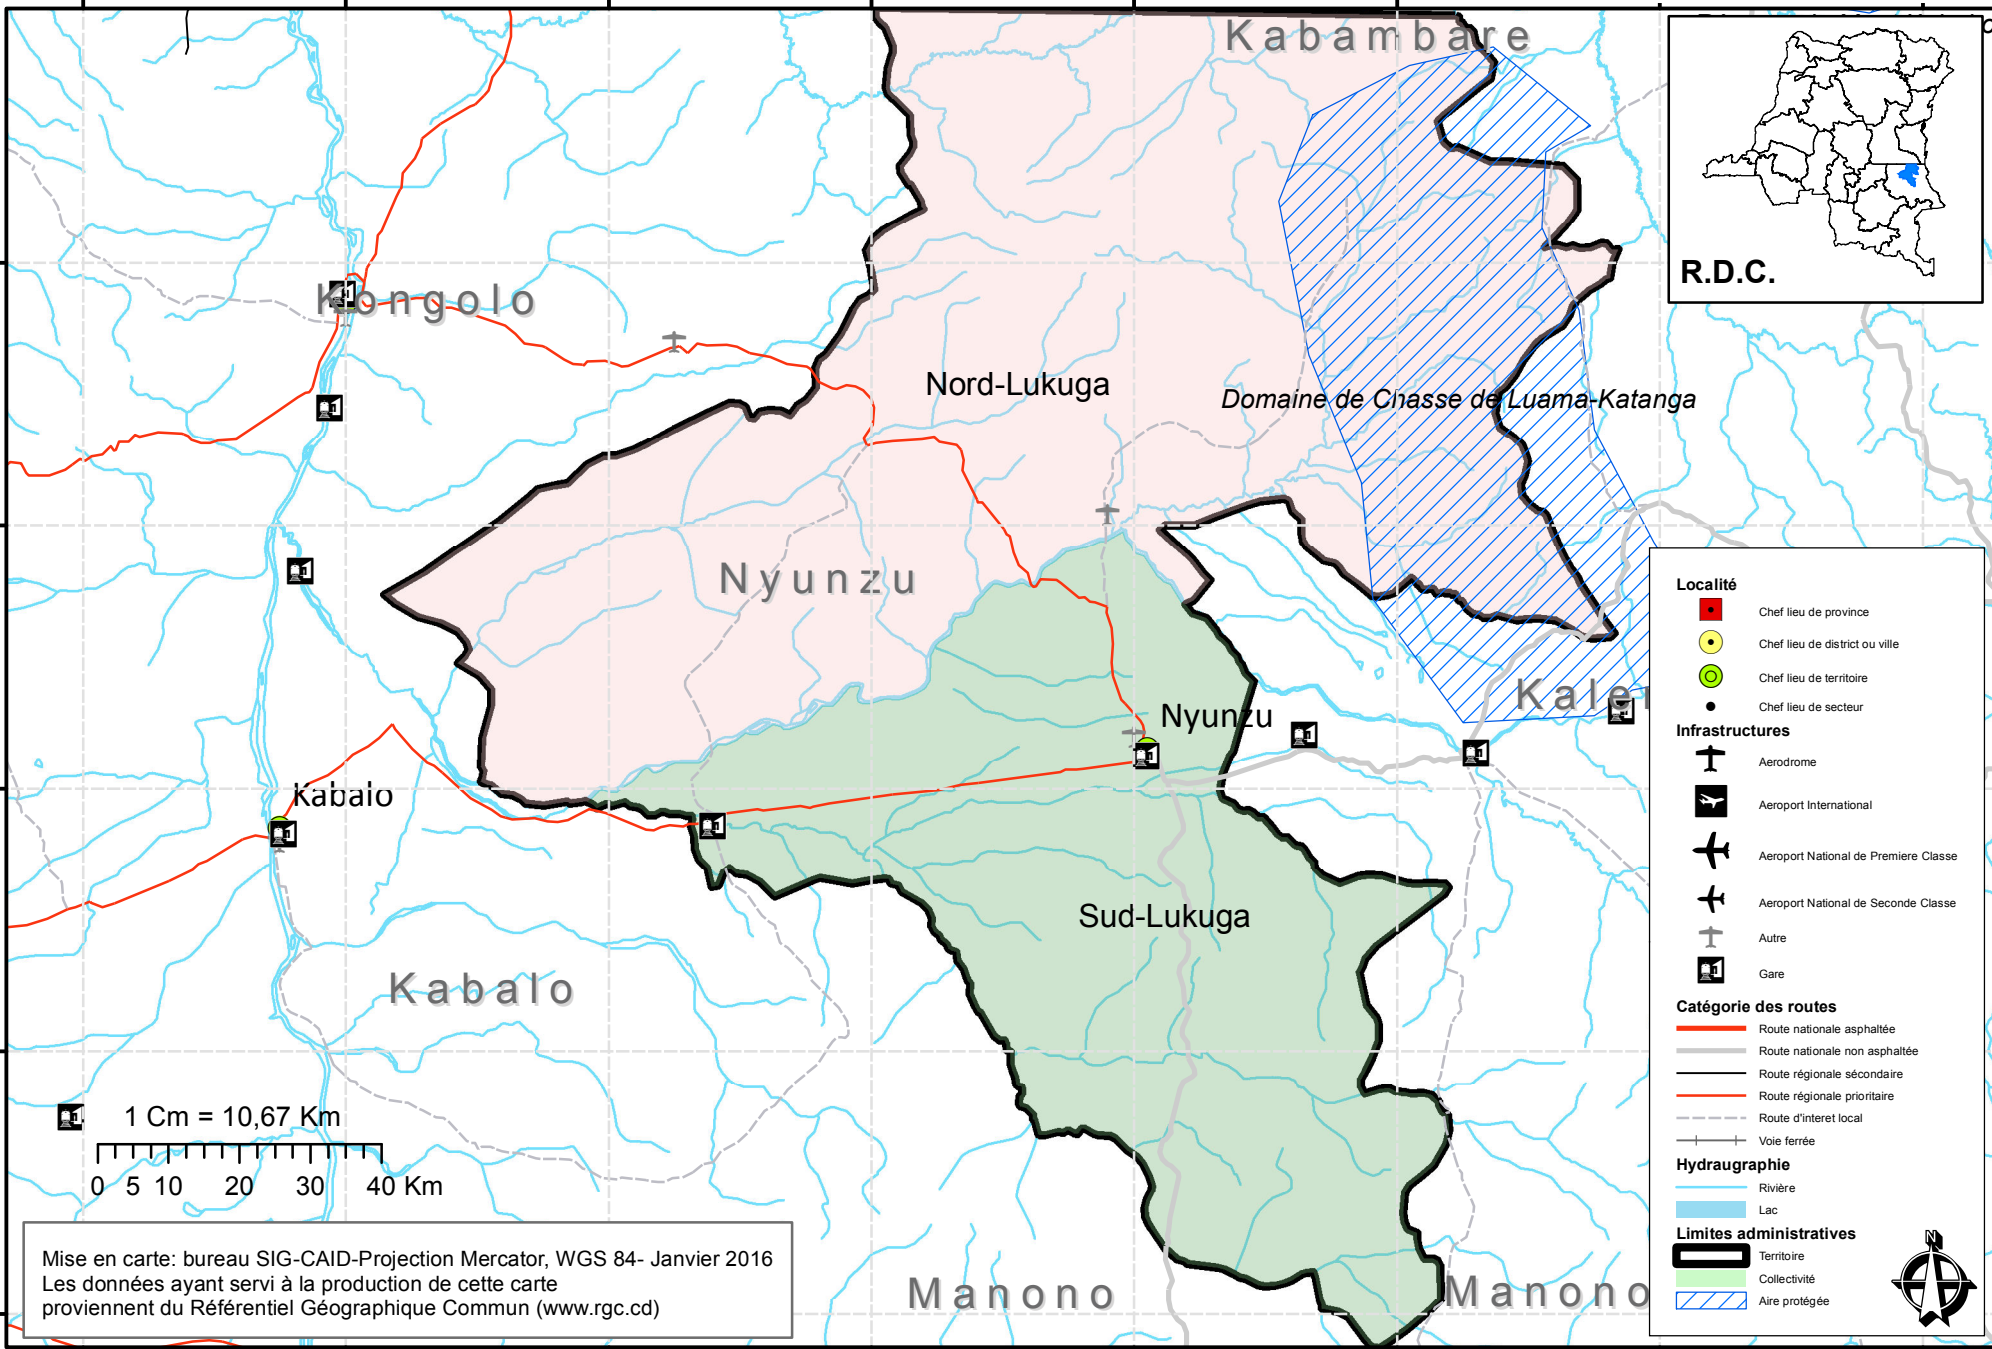 Kabambare
R.D.C.
Kongolo
Nord-Lukuga
Domaine de Chasse de Luama-Katanga
Nyunzu
Nyunzu
Kabalo
Sud-Lukuga
Kabalo
Manono
Manono
1 Cm = 10,67 Km
0 5 10 20 30 40 Km
Mise en carte: bureau SIG-CAID-Projection Mercator, WGS 84- Janvier 2016
Les données ayant servi à la production de cette carte
proviennent du Référentiel Géographique Commun (www.rgc.cd)
Localité
Chef lieu de province
Chef lieu de district ou ville
Chef lieu de territoire
Chef lieu de secteur
Infrastructures
Aerodrome
Aeroport International
Aeroport National de Premiere Classe
Aeroport National de Seconde Classe
Autre
Gare
Catégorie des routes
Route nationale asphaltée
Route nationale non asphaltée
Route régionale sécondaire
Route régionale prioritaire
Route d'interet local
Voie ferrée
Hydraugraphie
Rivière
Lac
Limites administratives
Territoire
Collectivité
Aire protégée
N